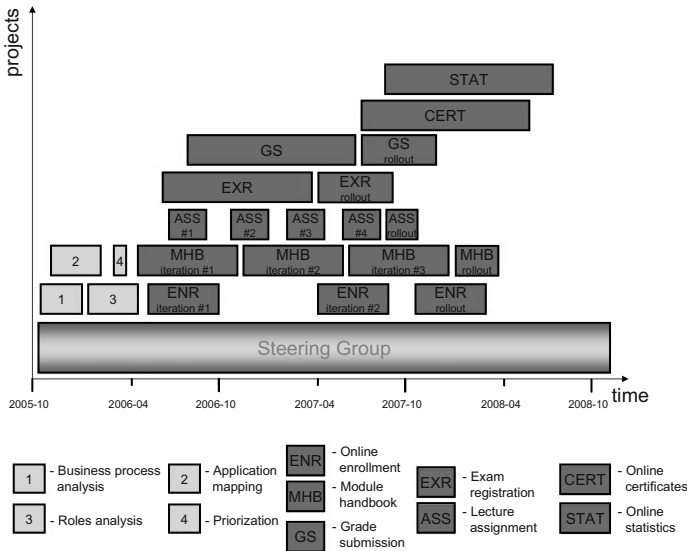 projects
STAT
CERT
GS
GS
rollout
EXR
EXR
rollout
ASS
#1
ASS
#2
ASS
#3
ASS
#4
ASS
rollout
2
4
MHB
iteration #1
MHB
iteration #2
MHB
iteration #3
MHB
rollout
1
3
ENR
iteration #1
ENR
iteration #2
ENR
rollout
Steering Group
time
2005-10
2006-04
2006-10
2007-04
2007-10
2008-04
2008-10
1
- Business process
analysis
2
- Application
mapping
ENR
- Online
enrollment
MHB
- Module
handbook
EXR
- Exam
registration
CERT
- Online
certificates
3
- Roles analysis
4
- Priorization
GS
- Grade
submission
ASS
- Lecture
assignment
STAT
- Online
statistics